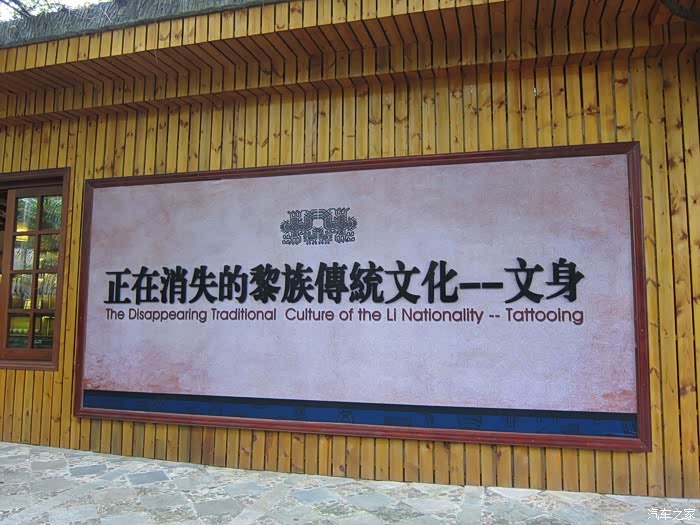 正在消失的黎族傳統文化--文身
The Disappearing Traditional Culture of the Li Nationality -- Tattooing
汽车之家